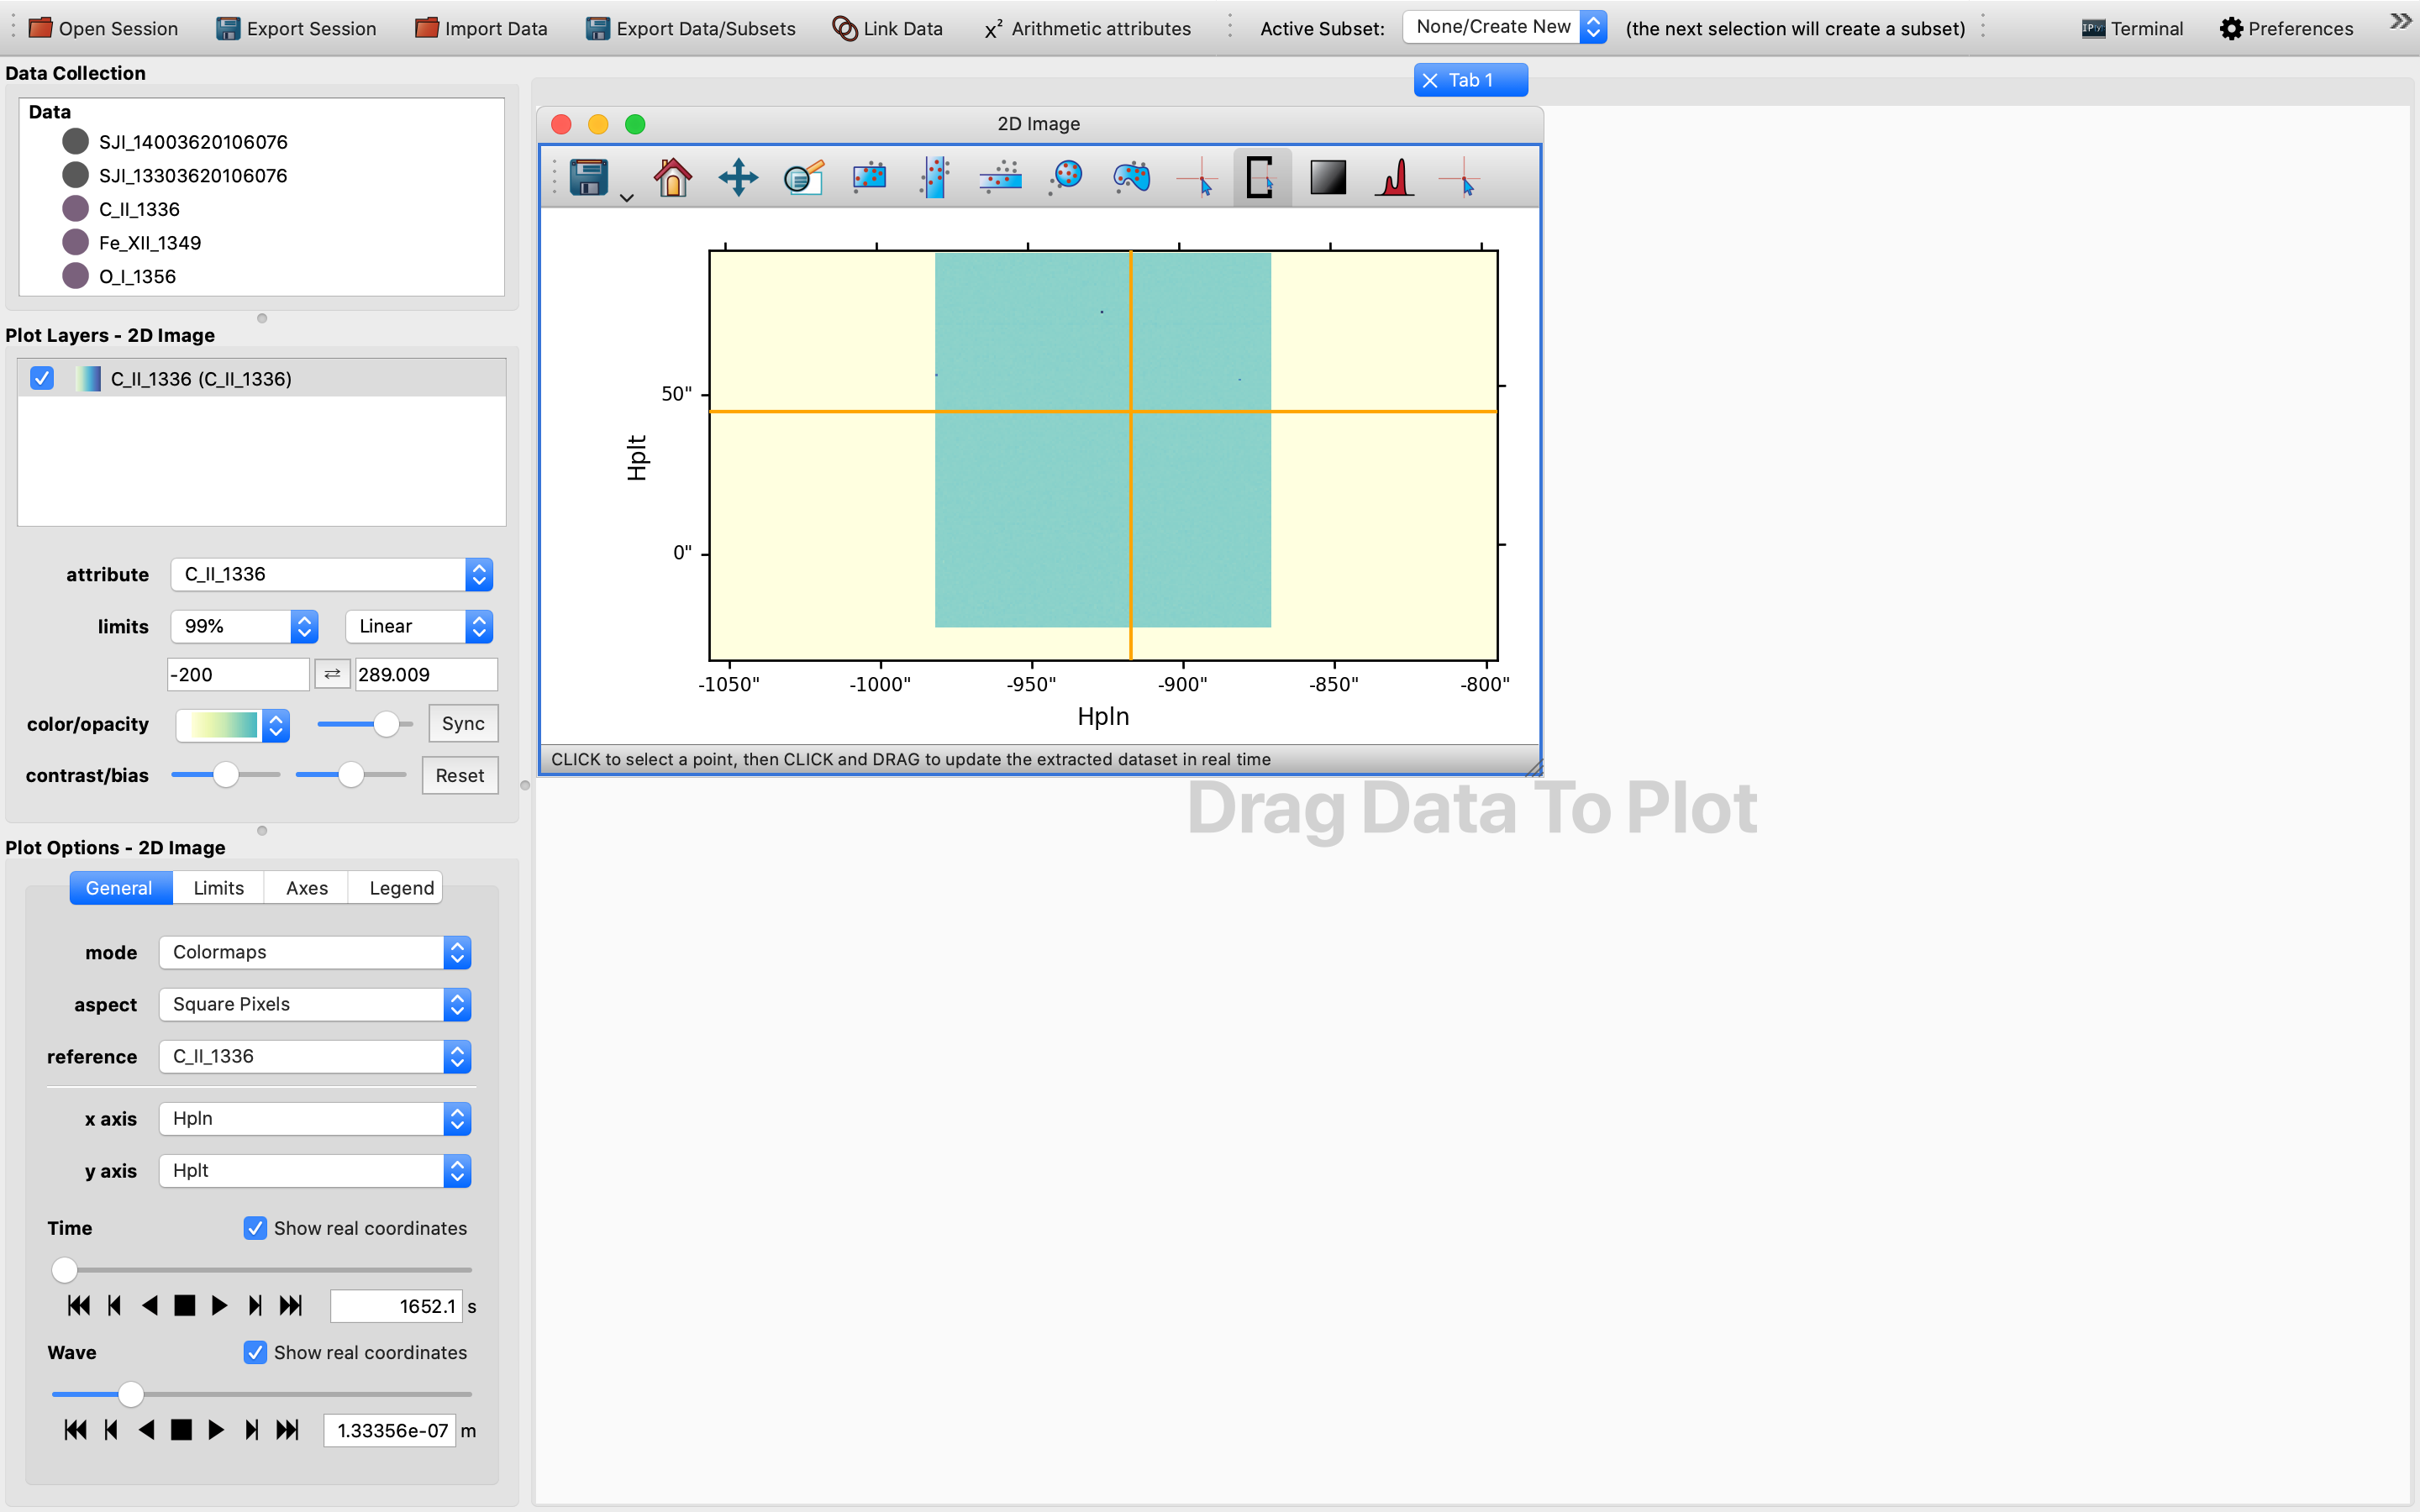 Open Session Export Session Import Data Export Data/Subsets Link Data x² Arithmetic attributes Active Subset: None/Create New (the next selection will create a subset) Terminal Preferences
Data Collection
Tab 1
Data
SJI_14003620106076
SJI_13303620106076
C_II_1336
Fe_XII_1349
O_I_1356
Plot Layers - 2D Image
C_II_1336 (C_II_1336)
attribute C_II_1336
limits 99% Linear
-200 289.009
color/opacity Sync
contrast/bias Reset
Plot Options - 2D Image
General Limits Axes Legend
mode Colormaps
aspect Square Pixels
reference C_II_1336
x axis Hpln
y axis Hplt
Time Show real coordinates
1652.1 s
Wave Show real coordinates
1.33356e-07 m
2D Image
50"
Hplt
0"
-1050" -1000" -950" -900" -850" -800"
Hpln
CLICK to select a point, then CLICK and DRAG to update the extracted dataset in real time
Drag Data To Plot